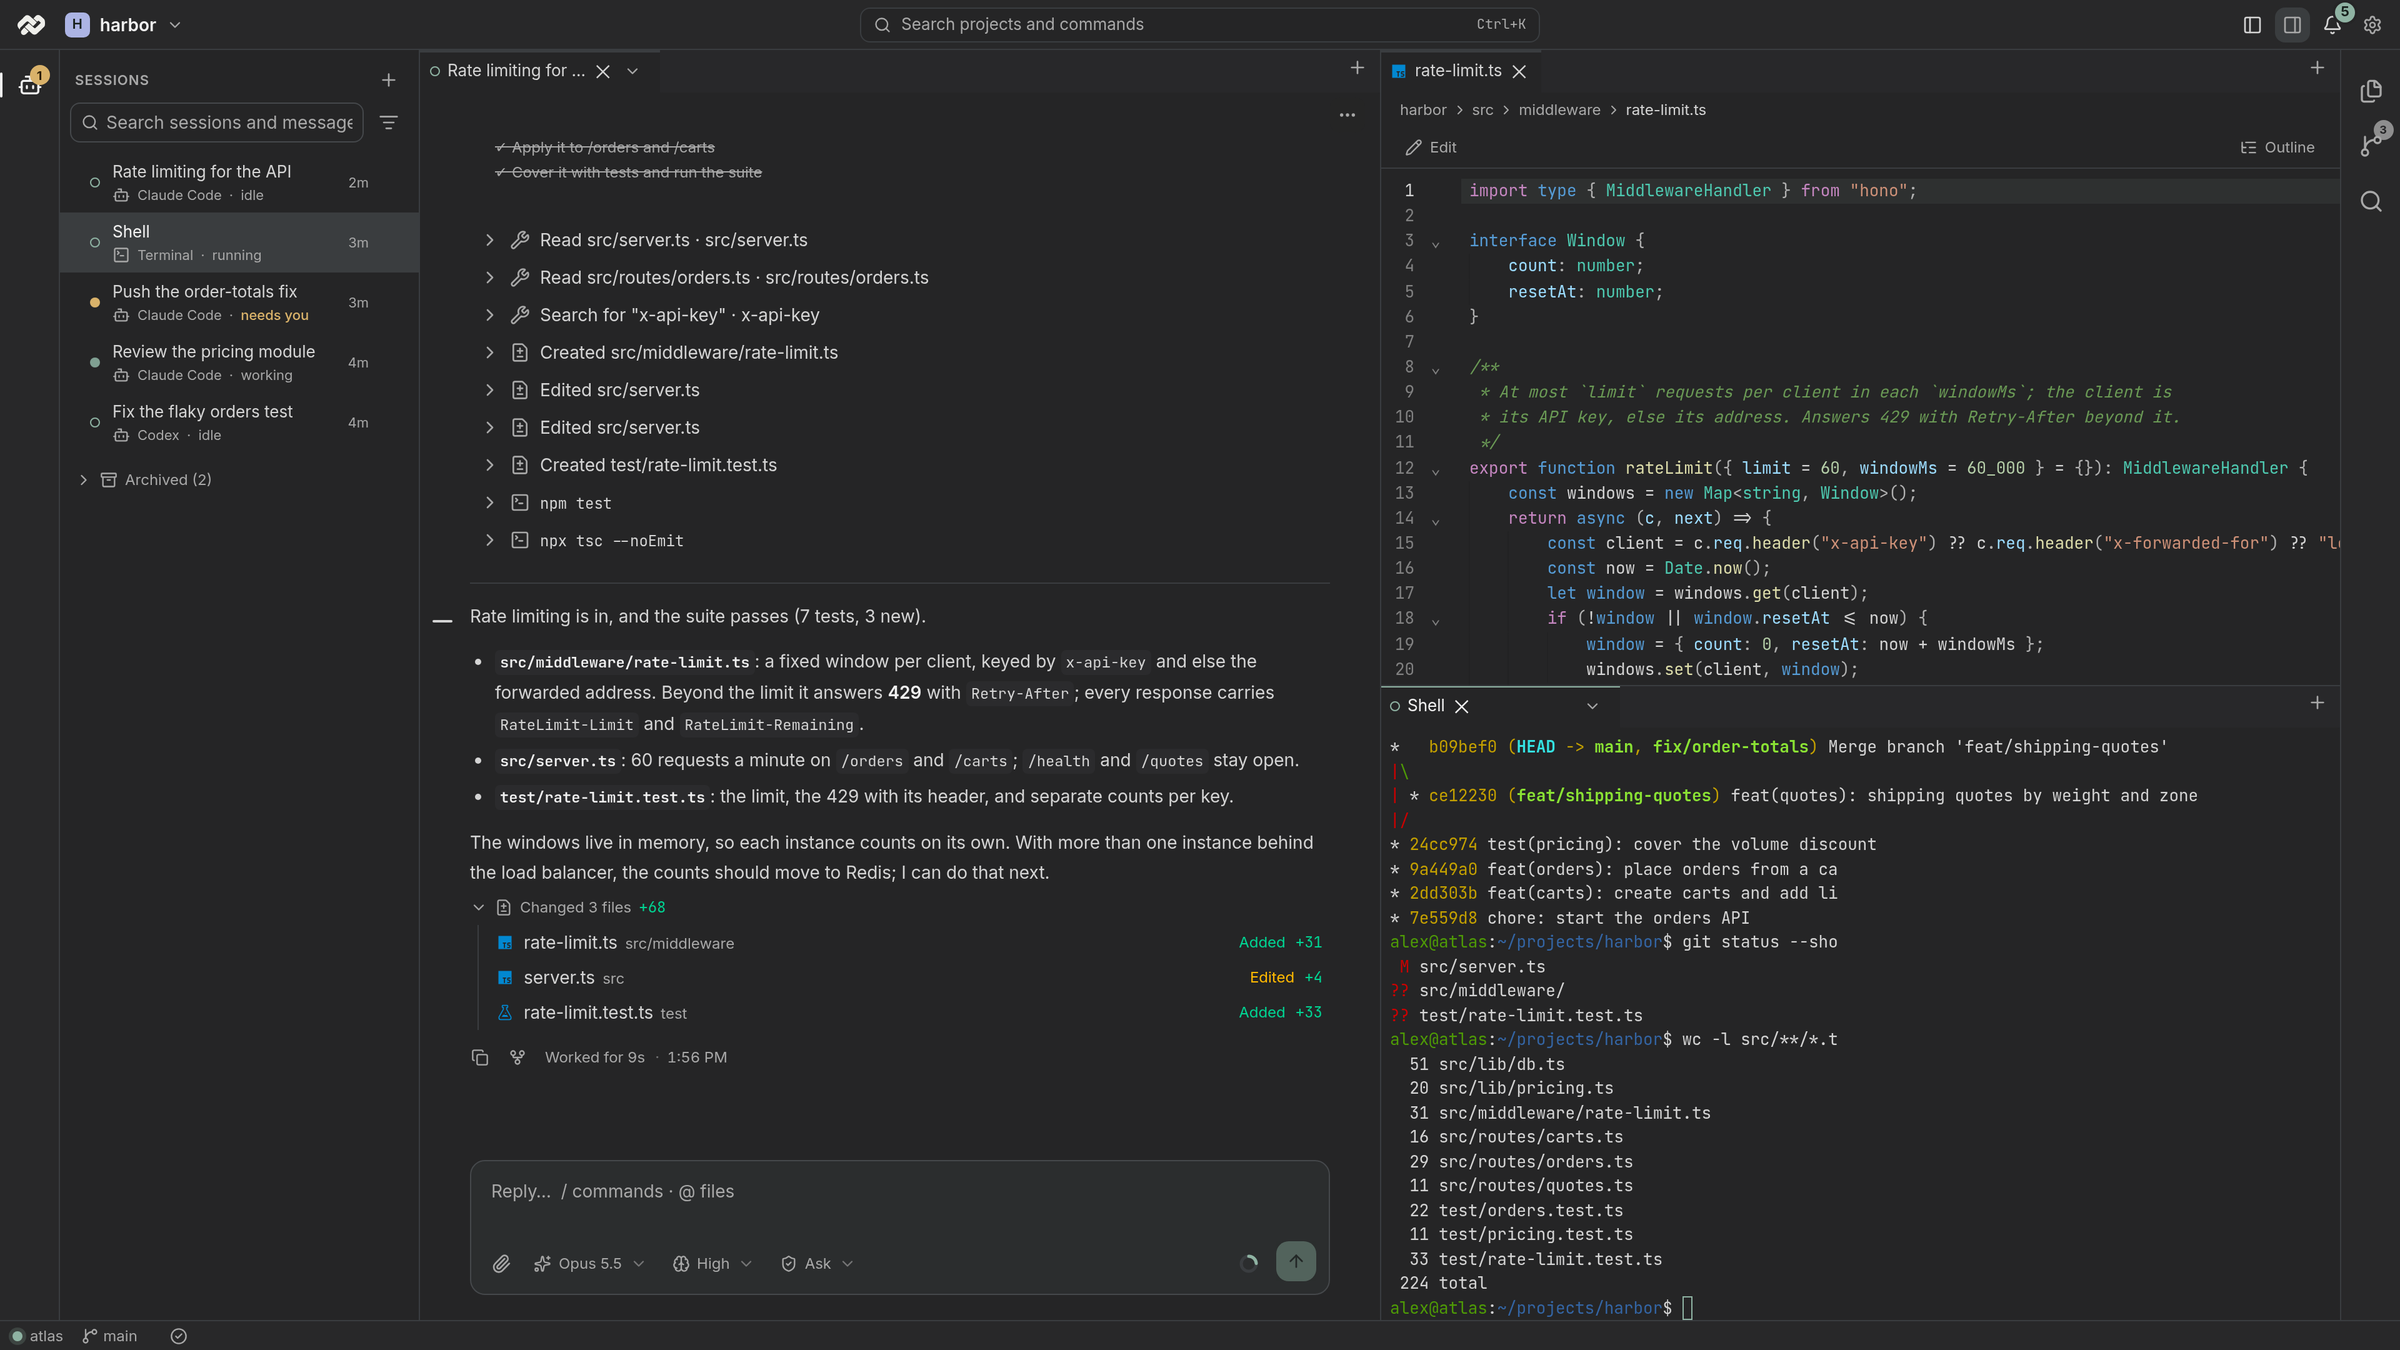 H harbor
Search projects and commands Ctrl+K
5
1
SESSIONS
Search sessions and message
Rate limiting for the API
Claude Code · idle
2m
Shell
Terminal · running
3m
Push the order-totals fix
Claude Code · needs you
3m
Review the pricing module
Claude Code · working
4m
Fix the flaky orders test
Codex · idle
4m
Archived (2)
Rate limiting for ...
✓ Apply it to /orders and /carts
✓ Cover it with tests and run the suite
Read src/server.ts · src/server.ts
Read src/routes/orders.ts · src/routes/orders.ts
Search for "x-api-key" · x-api-key
Created src/middleware/rate-limit.ts
Edited src/server.ts
Edited src/server.ts
Created test/rate-limit.test.ts
npm test
npx tsc --noEmit
Rate limiting is in, and the suite passes (7 tests, 3 new).
• src/middleware/rate-limit.ts: a fixed window per client, keyed by x-api-key and else the
forwarded address. Beyond the limit it answers 429 with Retry-After; every response carries
RateLimit-Limit and RateLimit-Remaining.
• src/server.ts: 60 requests a minute on /orders and /carts; /health and /quotes stay open.
• test/rate-limit.test.ts: the limit, the 429 with its header, and separate counts per key.
The windows live in memory, so each instance counts on its own. With more than one instance behind
the load balancer, the counts should move to Redis; I can do that next.
Changed 3 files +68
rate-limit.ts src/middleware Added +31
server.ts src Edited +4
rate-limit.test.ts test Added +33
Worked for 9s · 1:56 PM
Reply... / commands · @ files
Opus 5.5 High Ask
rate-limit.ts
harbor > src > middleware > rate-limit.ts
Edit Outline
3
1 import type { MiddlewareHandler } from "hono";
2
3 interface Window {
4 count: number;
5 resetAt: number;
6 }
7
8 /**
9 * At most `limit` requests per client in each `windowMs`; the client is
10 * its API key, else its address. Answers 429 with Retry-After beyond it.
11 */
12 export function rateLimit({ limit = 60, windowMs = 60_000 } = {}): MiddlewareHandler {
13 const windows = new Map<string, Window>();
14 return async (c, next) => {
15 const client = c.req.header("x-api-key") ?? c.req.header("x-forwarded-for") ?? "l
16 const now = Date.now();
17 let window = windows.get(client);
18 if (!window || window.resetAt <= now) {
19 window = { count: 0, resetAt: now + windowMs };
20 windows.set(client, window);
Shell
* b09bef0 (HEAD -> main, fix/order-totals) Merge branch 'feat/shipping-quotes'
|\
| * ce12230 (feat/shipping-quotes) feat(quotes): shipping quotes by weight and zone
|/
* 24cc974 test(pricing): cover the volume discount
* 9a449a0 feat(orders): place orders from a ca
* 2dd303b feat(carts): create carts and add li
* 7e559d8 chore: start the orders API
alex@atlas:~/projects/harbor$ git status --sho
M src/server.ts
?? src/middleware/
?? test/rate-limit.test.ts
alex@atlas:~/projects/harbor$ wc -l src/**/*.t
51 src/lib/db.ts
20 src/lib/pricing.ts
31 src/middleware/rate-limit.ts
16 src/routes/carts.ts
29 src/routes/orders.ts
11 src/routes/quotes.ts
22 test/orders.test.ts
11 test/pricing.test.ts
33 test/rate-limit.test.ts
224 total
alex@atlas:~/projects/harbor$
atlas main